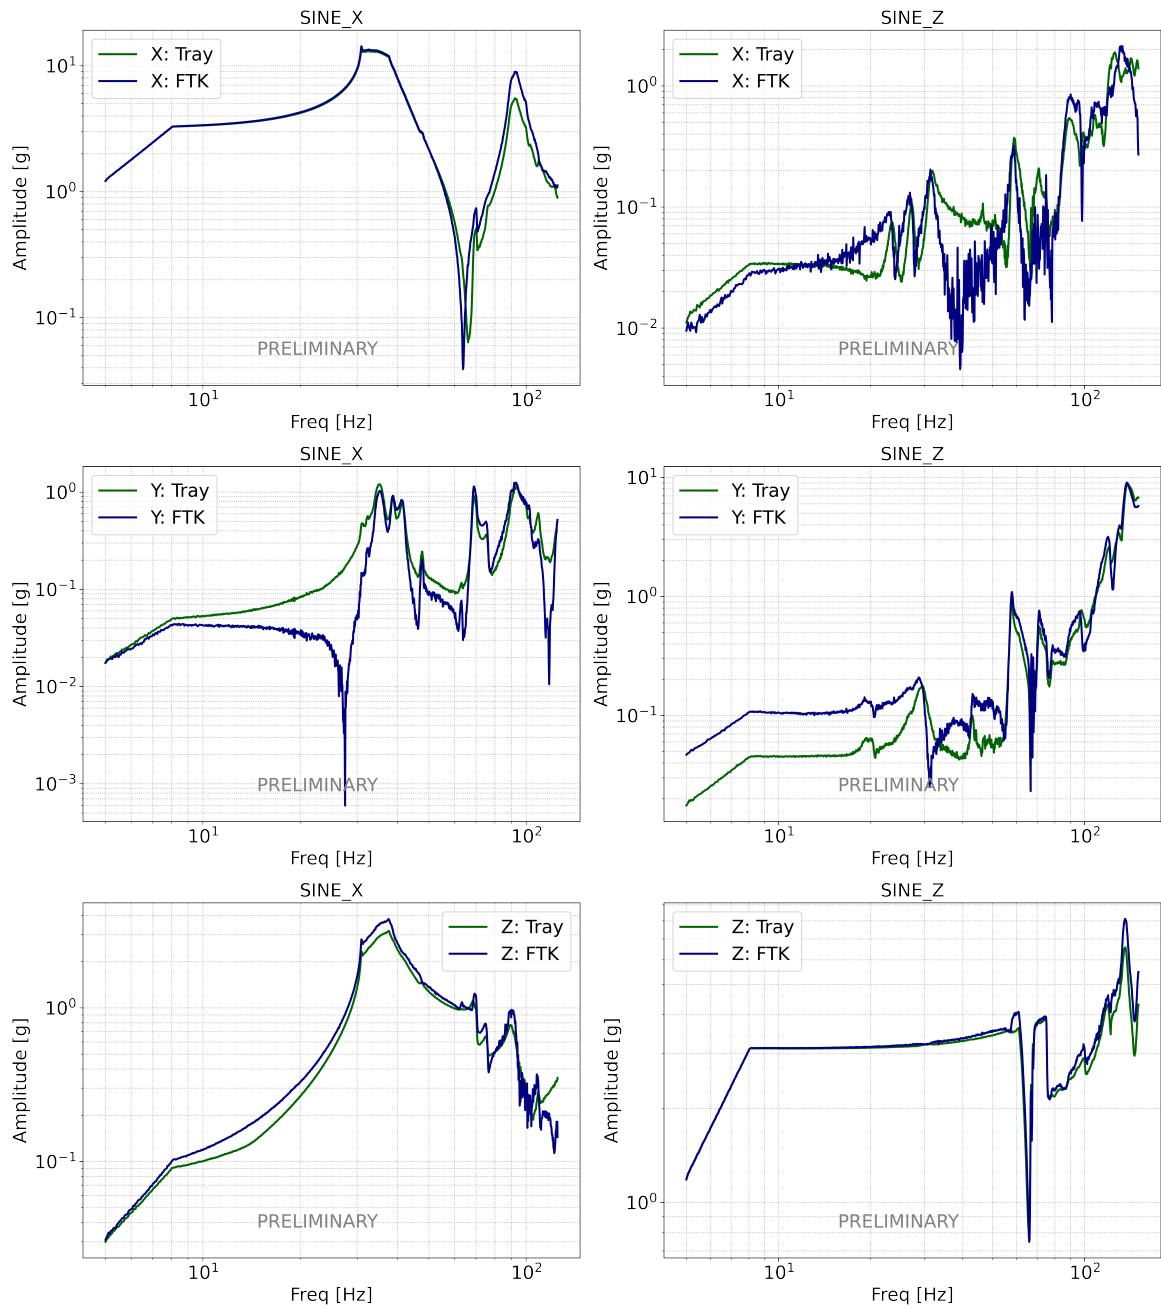 SINE_X
X: Tray
X: FTK
10^1
10^0
10^-1
Amplitude [g]
PRELIMINARY
10^1
10^2
Freq [Hz]
SINE_Z
X: Tray
X: FTK
10^0
10^-1
10^-2
Amplitude [g]
PRELIMINARY
10^1
10^2
Freq [Hz]
SINE_X
Y: Tray
Y: FTK
10^0
10^-1
10^-2
10^-3
Amplitude [g]
PRELIMINARY
10^1
10^2
Freq [Hz]
SINE_Z
Y: Tray
Y: FTK
10^1
10^0
10^-1
Amplitude [g]
PRELIMINARY
10^1
10^2
Freq [Hz]
SINE_X
Z: Tray
Z: FTK
10^0
10^-1
Amplitude [g]
PRELIMINARY
10^1
10^2
Freq [Hz]
SINE_Z
Z: Tray
Z: FTK
10^0
Amplitude [g]
PRELIMINARY
10^1
10^2
Freq [Hz]